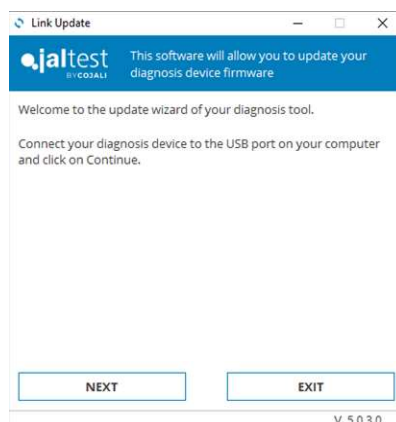 Link Update
jaltest
BY COJALI
This software will allow you to update your
diagnosis device firmware
Welcome to the update wizard of your diagnosis tool.
Connect your diagnosis device to the USB port on your computer
and click on Continue.
NEXT
EXIT
V. 5.0.3.0